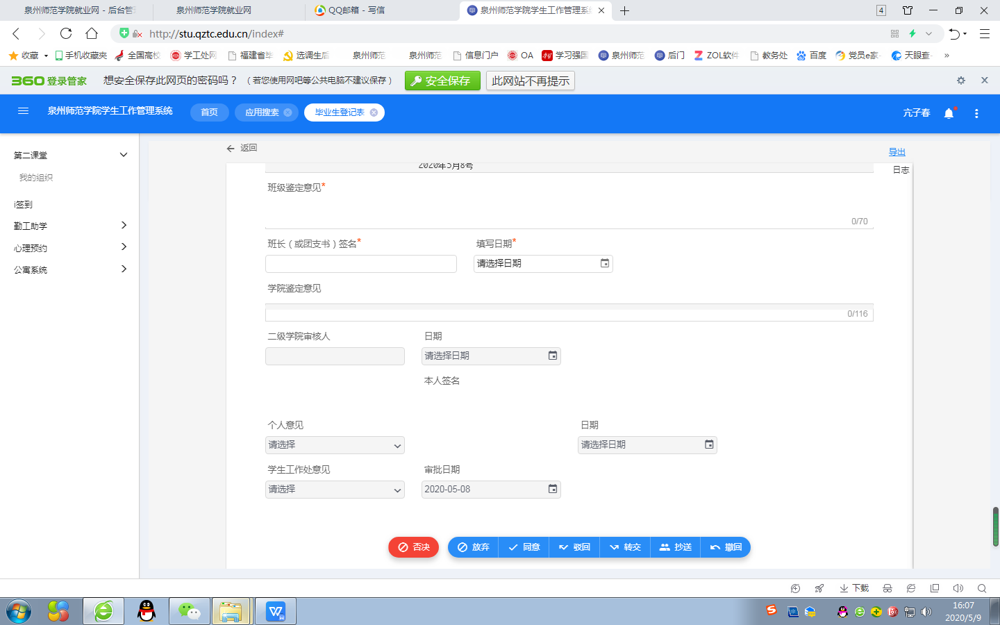 泉州师范学院就业网 - 后台管理
泉州师范学院就业网
QQ邮箱 - 写信
泉州师范学院学生工作管理系统
4
http://stu.qztc.edu.cn/index#
收藏
手机收藏夹
全国高校
学工处网
福建省毕
选调生后
泉州师范
泉州师范
信息门户
OA
学习强国
泉州师范
后门
ZOL软件
教务处
百度
党员e家-
天眼查-
»
360登录管家
想安全保存此网页的密码吗？
（若您使用网吧等公共电脑不建议保存）
安全保存
此网站不再提示
泉州师范学院学生工作管理系统
首页
应用搜索
毕业生登记表
亢子春
第二课堂
我的组织
i签到
勤工助学
心理预约
公寓系统
返回
导出
日志
2020年5月8号
班级鉴定意见*
0/70
班长（或团支书）签名*
填写日期*
请选择日期
学院鉴定意见
0/116
二级学院审核人
日期
请选择日期
本人签名
个人意见
日期
请选择
请选择日期
学生工作处意见
审批日期
请选择
2020-05-08
否决
放弃
同意
驳回
转交
抄送
撤回
下载
16:07
2020/5/9